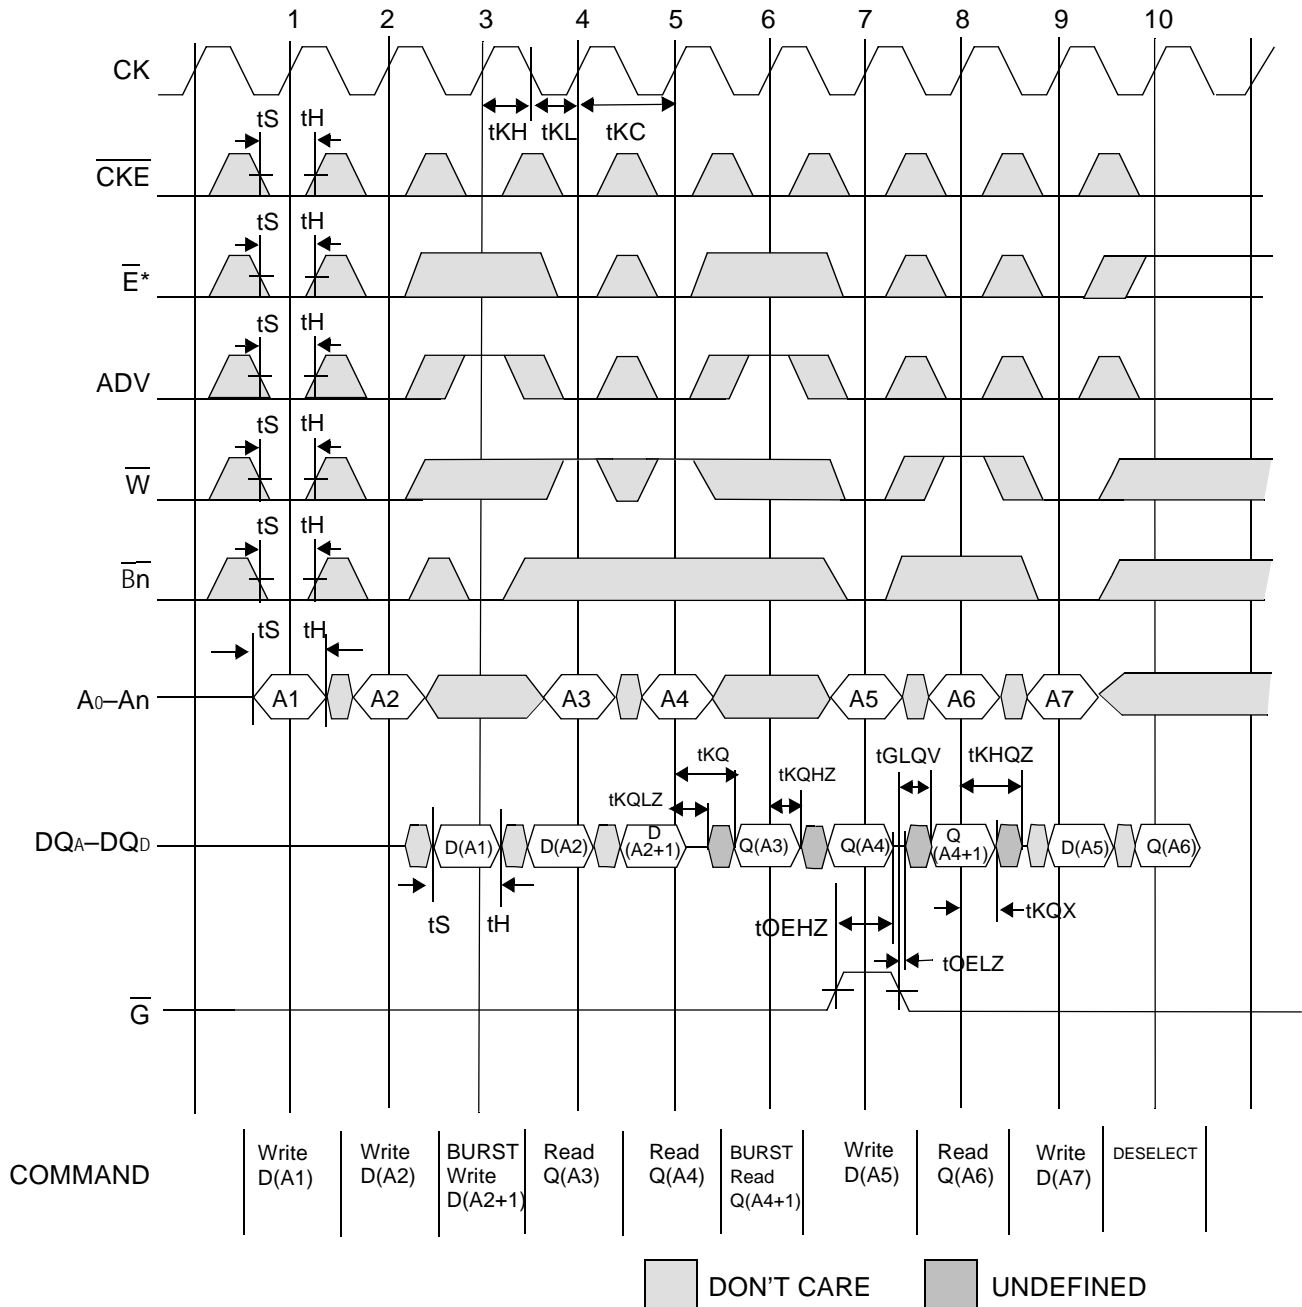 1 2 3 4 5 6 7 8 9 10
CK
tKH tKL tKC
tS tH
CKE
tS tH
E*
tS tH
ADV
tS tH
W
tS tH
Bn
tS tH
A0–An A1 A2 A3 A4 A5 A6 A7
tKQ tGLQV tKHQZ
tKQLZ tKQHZ
DQA–DQD D(A1) D(A2) D (A2+1) Q(A3) Q(A4) Q (A4+1) D(A5) Q(A6)
tS tH tOEHZ tKQX
tOELZ
G
COMMAND
Write
D(A1)
Write
D(A2)
BURST
Write
D(A2+1)
Read
Q(A3)
Read
Q(A4)
BURST
Read
Q(A4+1)
Write
D(A5)
Read
Q(A6)
Write
D(A7)
DESELECT
DON'T CARE UNDEFINED